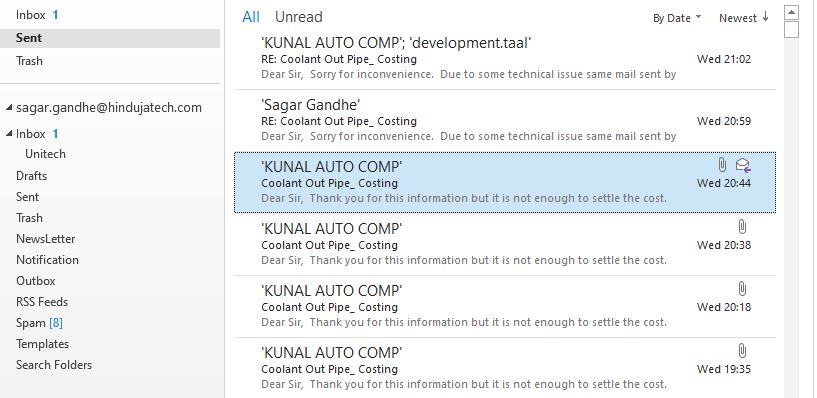 Inbox 1
Sent
Trash
sagar.gandhe@hindujatech.com
Inbox 1
Unitech
Drafts
Sent
Trash
NewsLetter
Notification
Outbox
RSS Feeds
Spam [8]
Templates
Search Folders
All Unread By Date Newest
'KUNAL AUTO COMP'; 'development.taal'
RE: Coolant Out Pipe_ Costing Wed 21:02
Dear Sir, Sorry for inconvenience. Due to some technical issue same mail sent by
'Sagar Gandhe'
RE: Coolant Out Pipe_ Costing Wed 20:59
Dear Sir, Sorry for inconvenience. Due to some technical issue same mail sent by
'KUNAL AUTO COMP'
Coolant Out Pipe_ Costing Wed 20:44
Dear Sir, Thank you for this information but it is not enough to settle the cost.
'KUNAL AUTO COMP'
Coolant Out Pipe_ Costing Wed 20:38
Dear Sir, Thank you for this information but it is not enough to settle the cost.
'KUNAL AUTO COMP'
Coolant Out Pipe_ Costing Wed 20:18
Dear Sir, Thank you for this information but it is not enough to settle the cost.
'KUNAL AUTO COMP'
Coolant Out Pipe_ Costing Wed 19:35
Dear Sir, Thank you for this information but it is not enough to settle the cost.